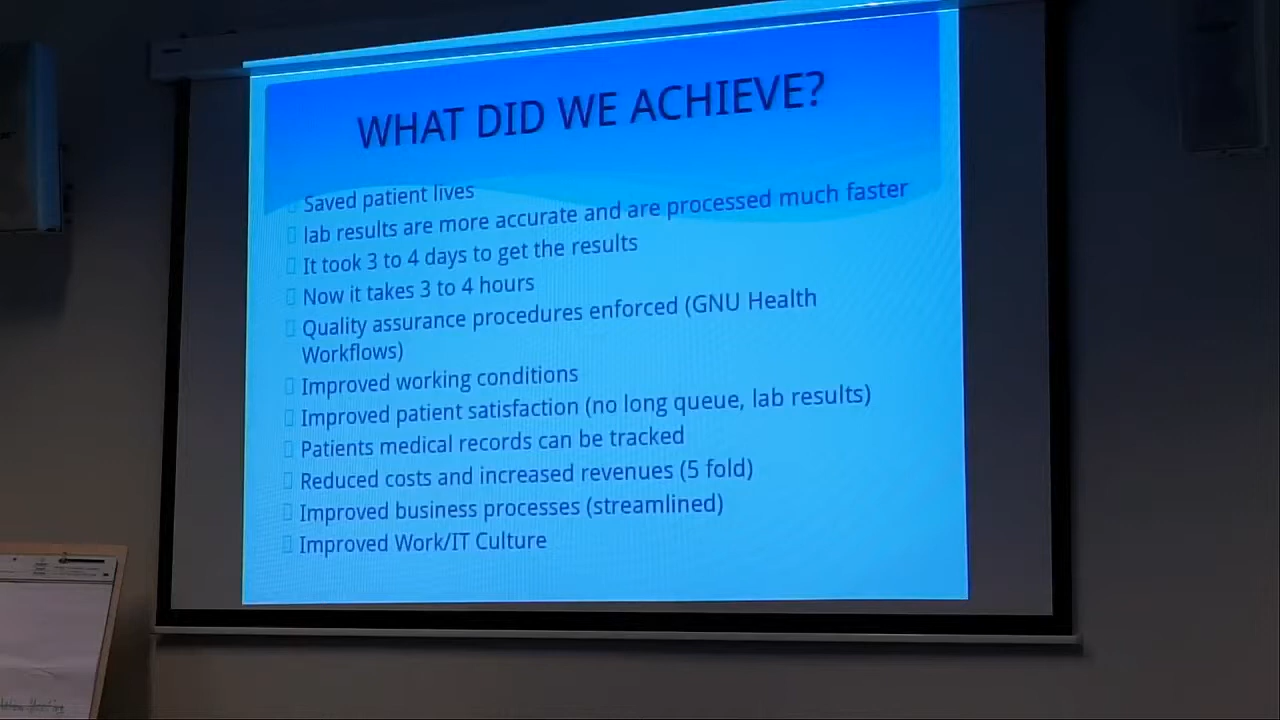 WHAT DID WE ACHIEVE?
Saved patient lives
lab results are more accurate and are processed much faster
It took 3 to 4 days to get the results
Now it takes 3 to 4 hours
Quality assurance procedures enforced (GNU Health
Workflows)
Improved working conditions
Improved patient satisfaction (no long queue, lab results)
Patients medical records can be tracked
Reduced costs and increased revenues (5 fold)
Improved business processes (streamlined)
Improved Work/IT Culture